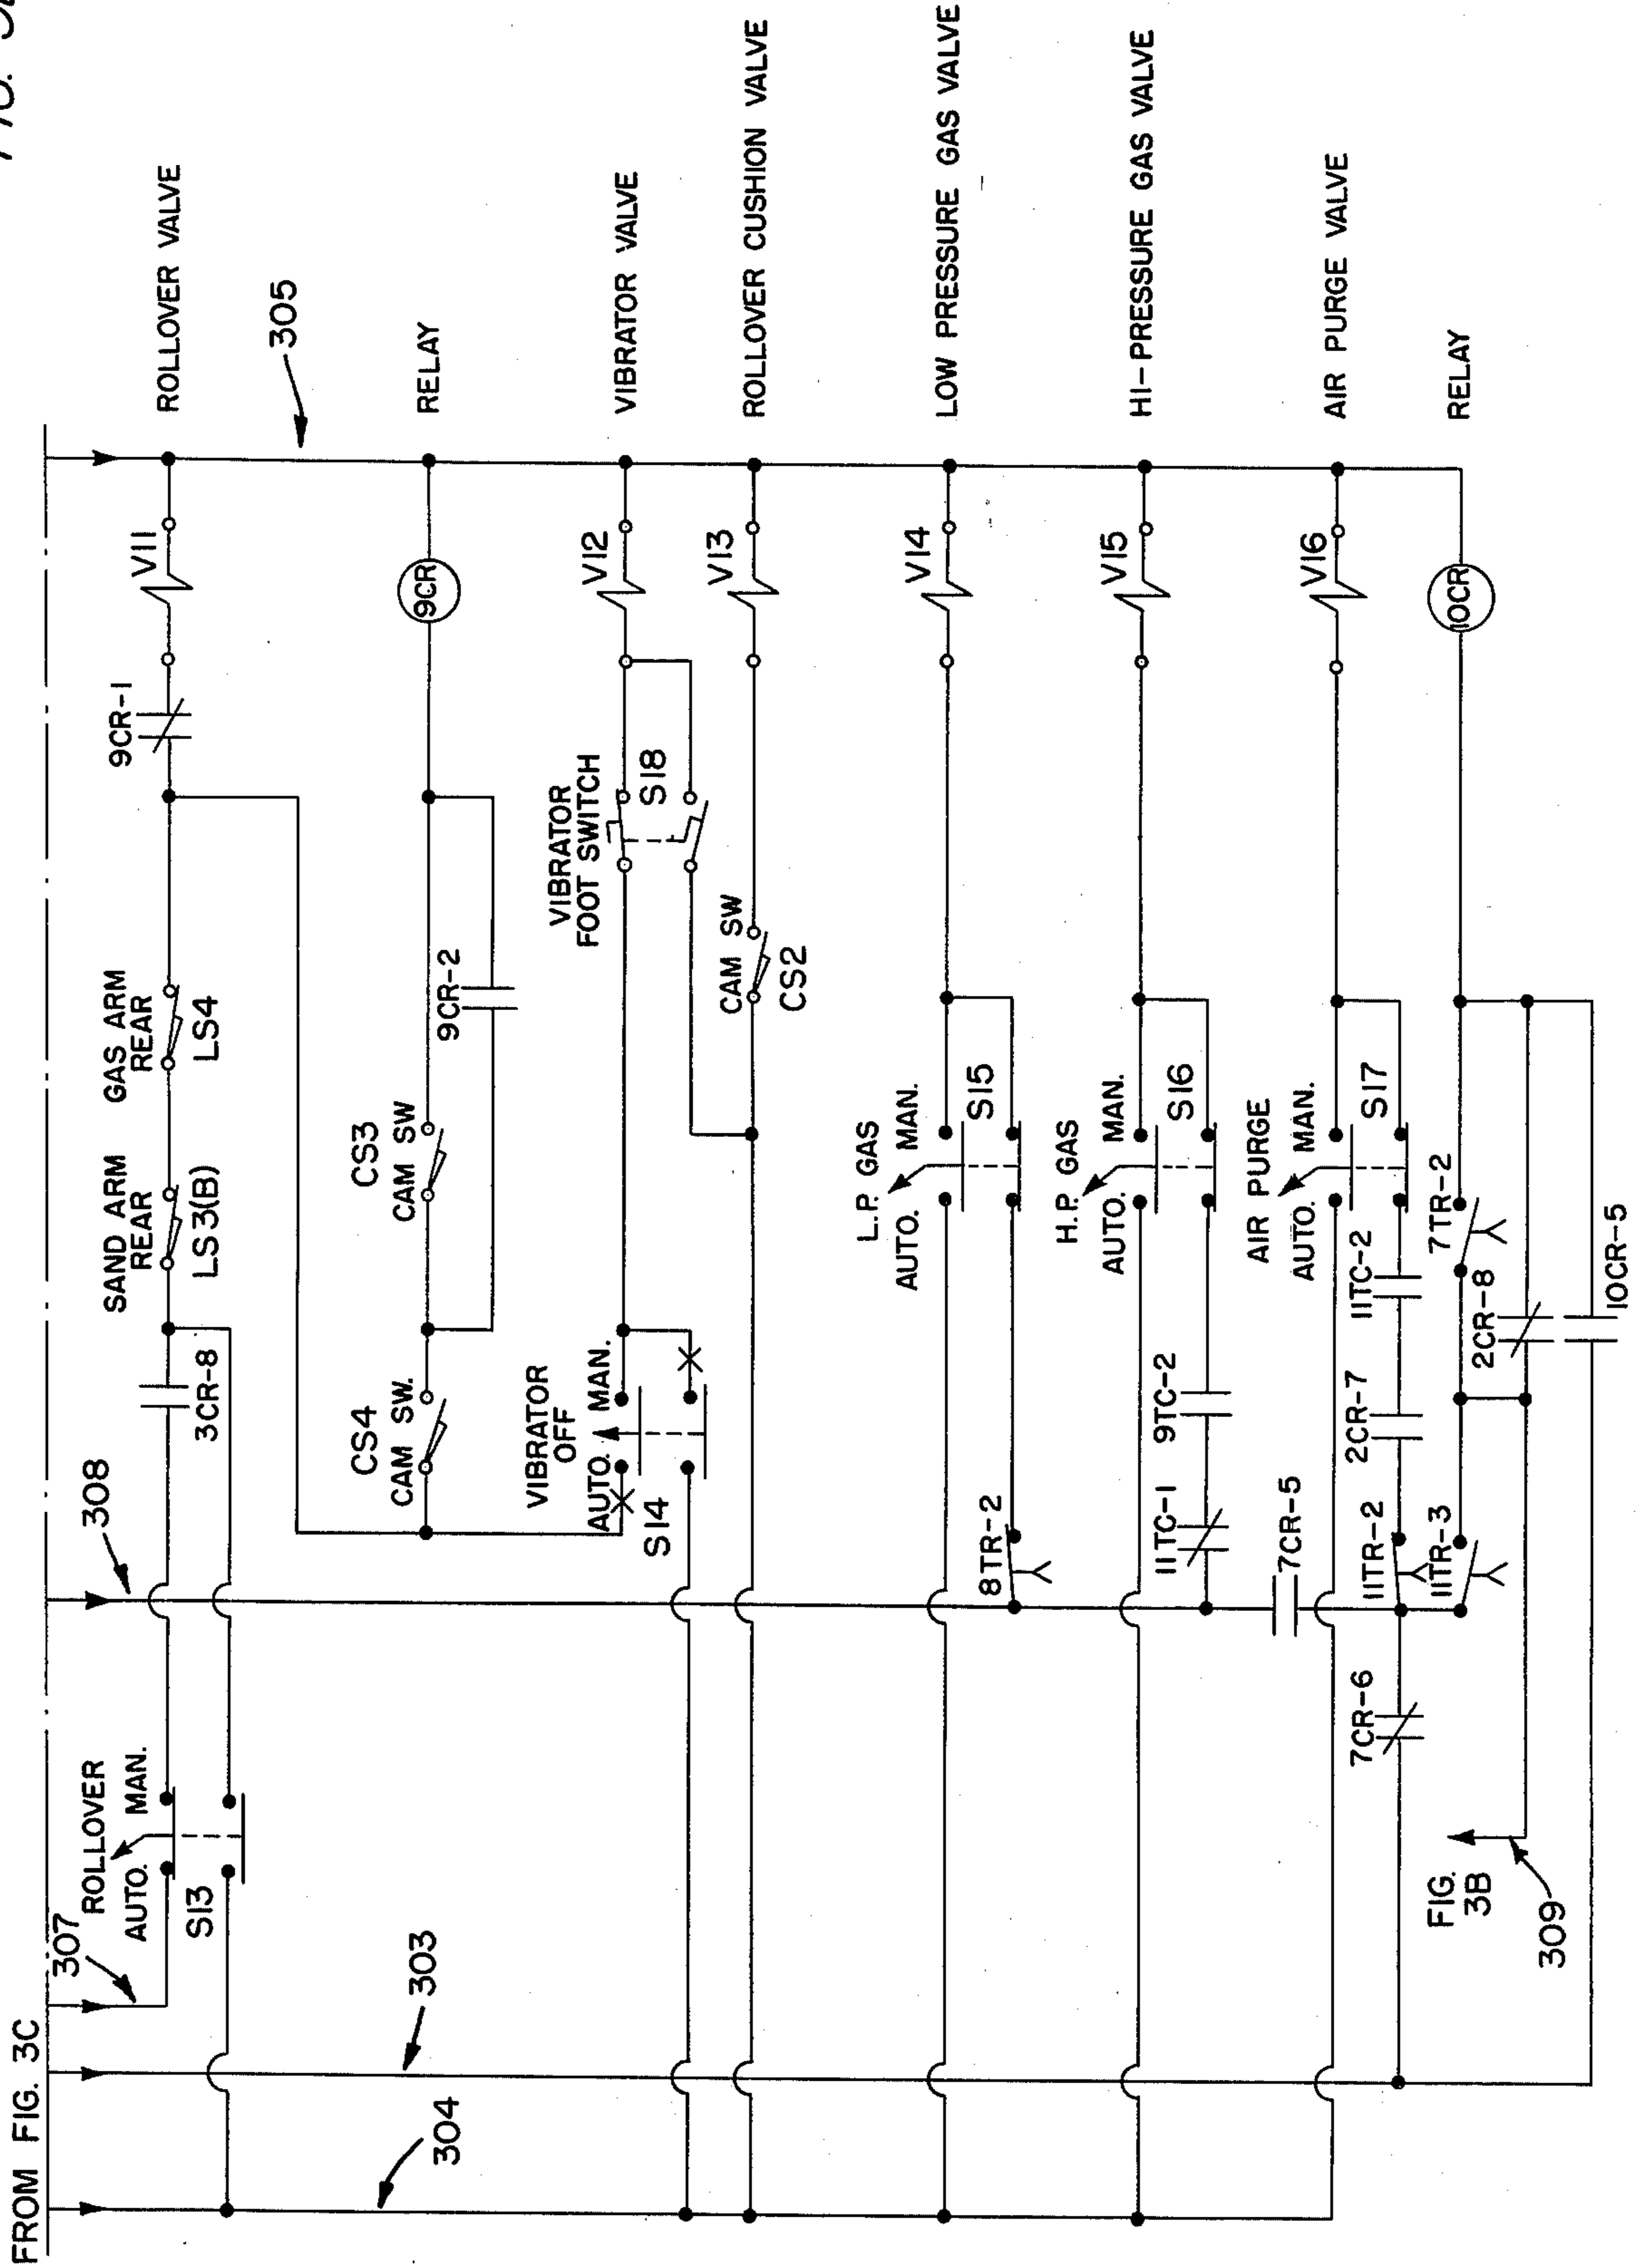 FROM FIG. 3C
304
303
307
ROLLOVER
AUTO. MAN.
S13
308
3CR-8
SAND ARM
REAR
LS3(B)
GAS ARM
REAR
LS4
9CR-1
V11
ROLLOVER VALVE
305
CS4
CAM SW.
CS3
CAM SW
9CR-2
9CR
RELAY
VIBRATOR
OFF
AUTO. MAN.
S14
VIBRATOR
FOOT SWITCH
S18
V12
VIBRATOR VALVE
CAM SW
CS2
V13
ROLLOVER CUSHION VALVE
L.P. GAS
AUTO. MAN.
S15
8TR-2
V14
LOW PRESSURE GAS VALVE
H.P. GAS
AUTO. MAN.
S16
11TC-1
9TC-2
V15
HI-PRESSURE GAS VALVE
7CR-5
AIR PURGE
AUTO. MAN.
S17
7CR-6
11TR-2
2CR-7
11TC-2
V16
AIR PURGE VALVE
11TR-3
7TR-2
10CR
RELAY
2CR-8
FIG.
3B
309
10CR-5